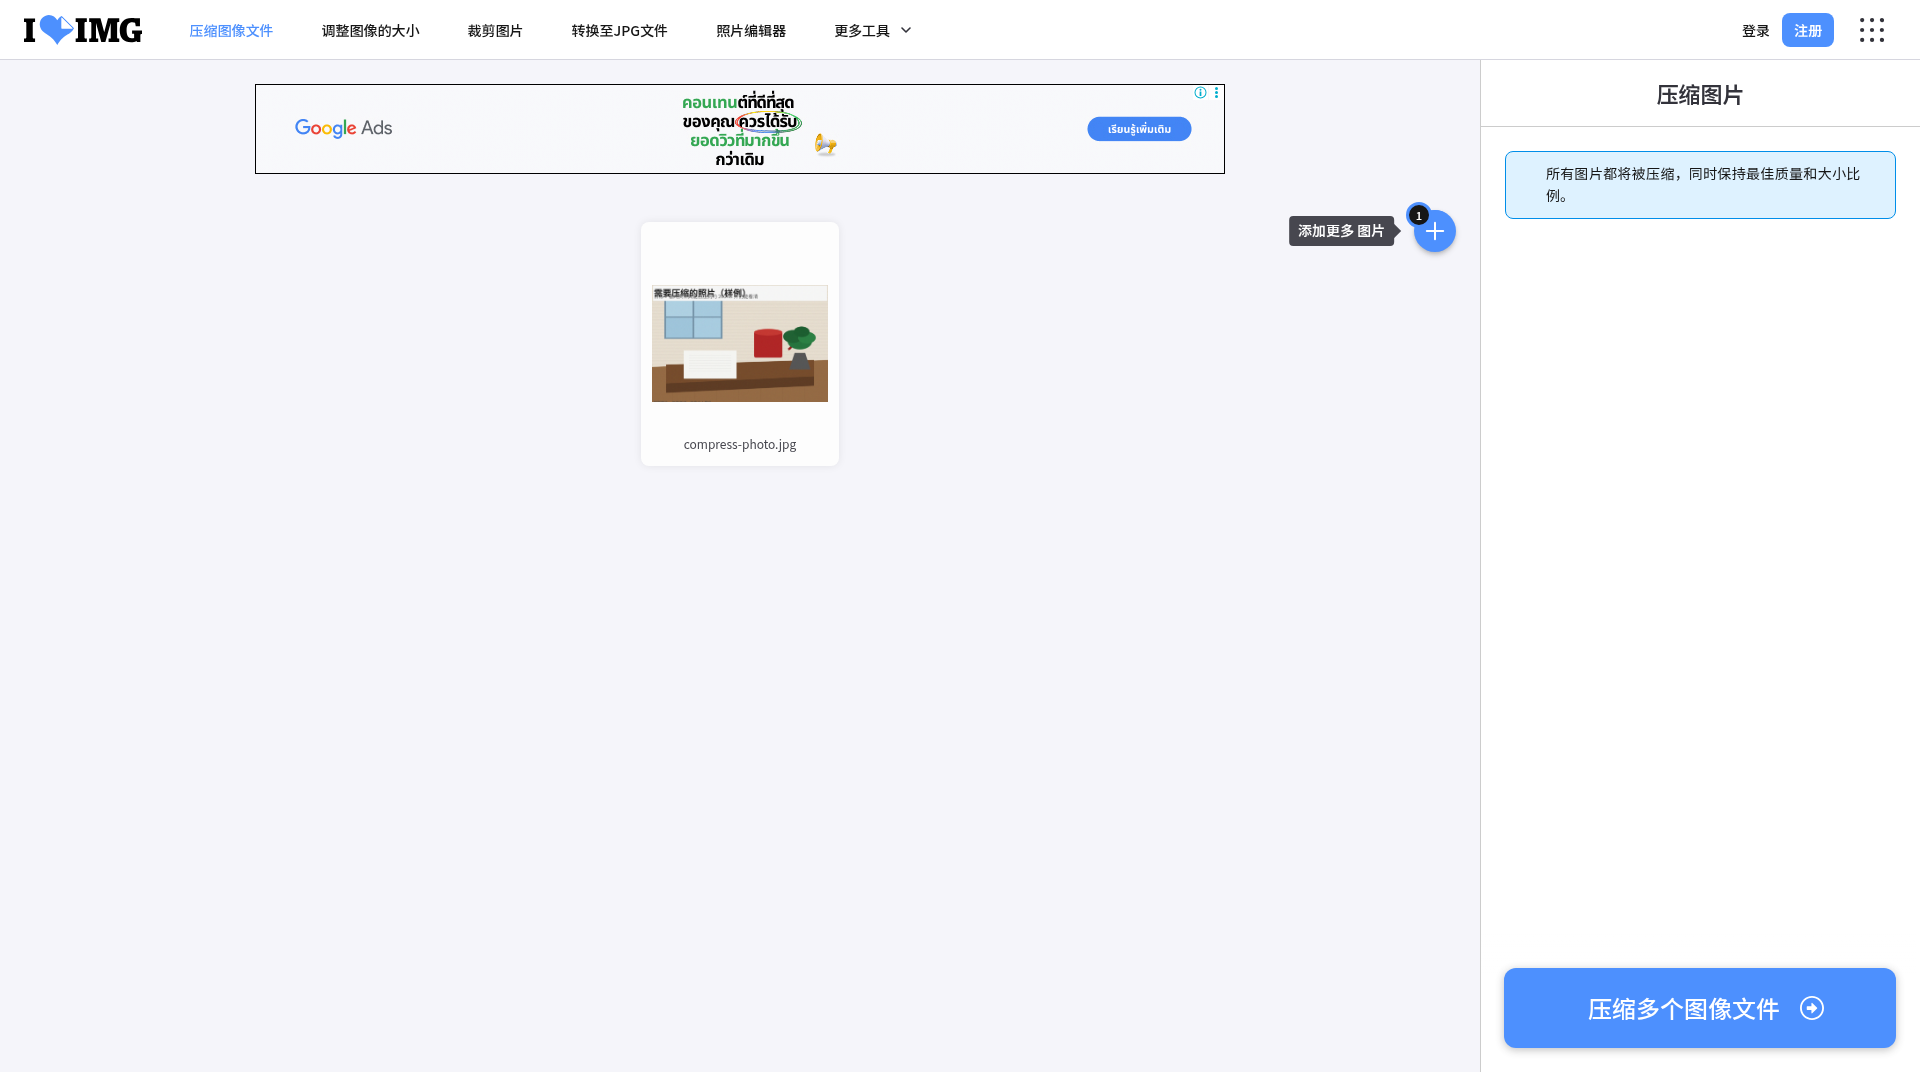 I IMG
压缩图像文件
调整图像的大小
裁剪图片
转换至JPG文件
照片编辑器
更多工具
登录
注册
压缩图片
Google Ads
คอนเทนต์ที่ดีที่สุด
ของคุณ ควรได้รับ
ยอดวิวที่มากขึ้น
กว่าเดิม
เรียนรู้เพิ่มเติม
所有图片都将被压缩，同时保持最佳质量和大小比
例。
添加更多 图片
1
需要压缩的照片（样例）
compress-photo.jpg
压缩多个图像文件